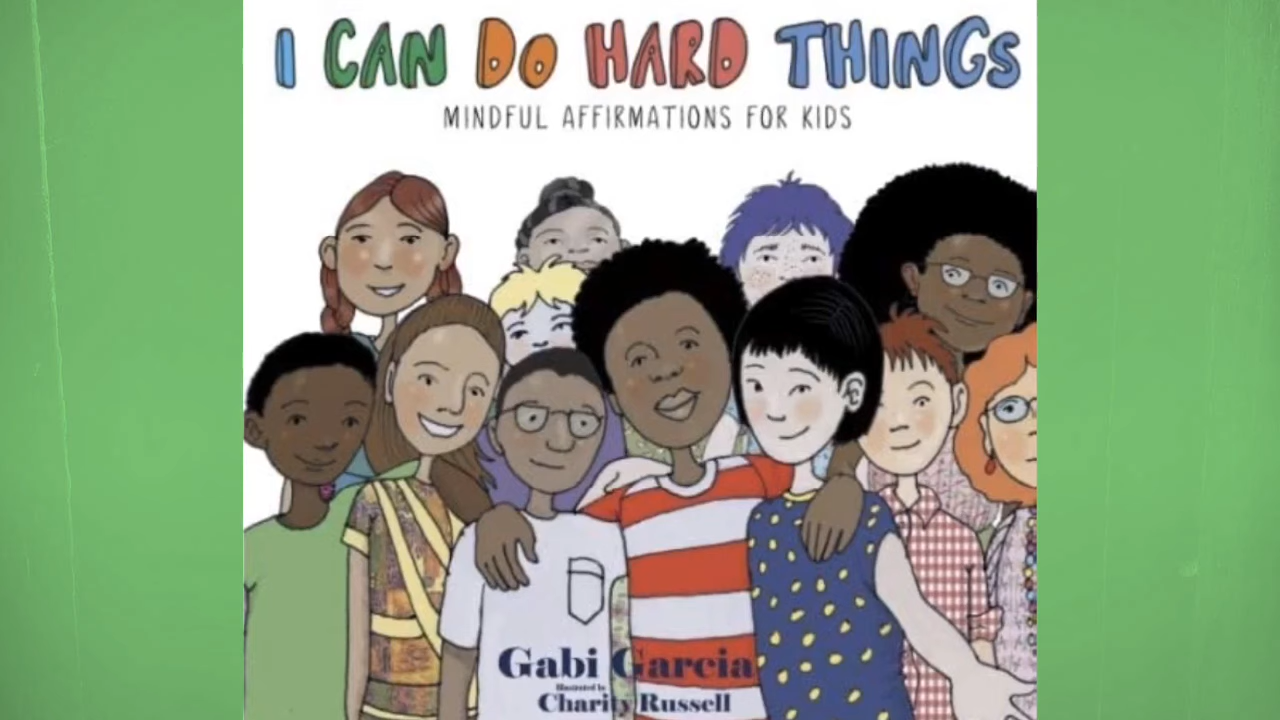 I CAN DO HARD THINGS
MINDFUL AFFIRMATIONS FOR KIDS
Gabi Garcia
Illustrated by
Charity Russell